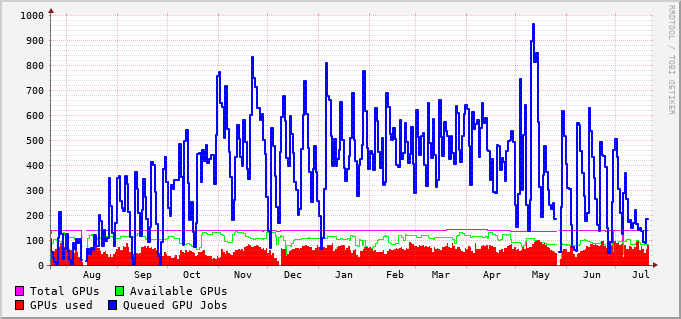 1000
900
800
700
600
500
400
300
200
100
0
Aug Sep Oct Nov Dec Jan Feb Mar Apr May Jun Jul
Total GPUs Available GPUs
GPUs used Queued GPU Jobs
RRDTOOL / TOBI OETIKER